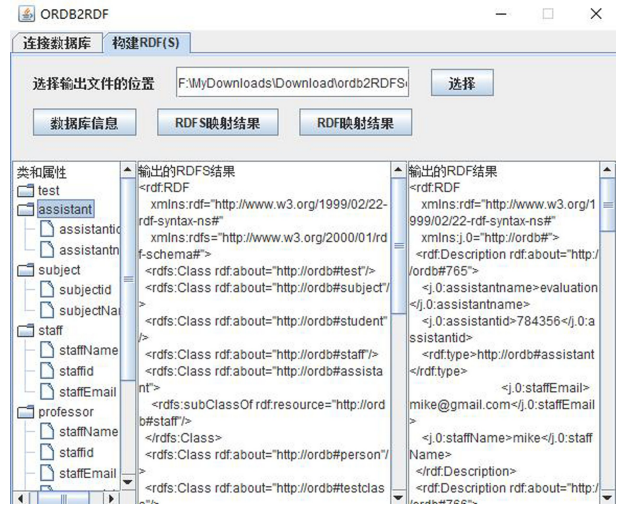 ORDB2RDF
连接数据库 构建RDF(S)
选择输出文件的位置 F:\MyDownloads\Download\ordb2RDFS 选择
数据库信息 RDFS映射结果 RDF映射结果
类和属性
test
assistant
assistantid
assistantn
subject
subjectid
subjectNa
staff
staffName
staffid
staffEmail
professor
staffName
staffid
staffEmail
输出的RDFS结果
<rdf:RDF
xmlns:rdf="http://www.w3.org/1999/02/22-
rdf-syntax-ns#"
xmlns:rdfs="http://www.w3.org/2000/01/rd
f-schema#">
<rdfs:Class rdf:about="http://ordb#test"/>
<rdfs:Class rdf:about="http://ordb#subject"/
>
<rdfs:Class rdf:about="http://ordb#student"
/>
<rdfs:Class rdf:about="http://ordb#staff"/>
<rdfs:Class rdf:about="http://ordb#assista
nt">
<rdfs:subClassOf rdf:resource="http://ord
b#staff"/>
</rdfs:Class>
<rdfs:Class rdf:about="http://ordb#person"/
>
<rdfs:Class rdf:about="http://ordb#testclas
输出的RDF结果
<rdf:RDF
xmlns:rdf="http://www.w3.org/1
999/02/22-rdf-syntax-ns#"
xmlns:j.0="http://ordb#">
<rdf:Description rdf:about="http:/
/ordb#765">
<j.0:assistantname>evaluation
</j.0:assistantname>
<j.0:assistantid>784356</j.0:a
ssistantid>
<rdf:type>http://ordb#assistant
</rdf:type>
<j.0:staffEmail>
mike@gmail.com</j.0:staffEmail
>
<j.0:staffName>mike</j.0:staff
Name>
</rdf:Description>
<rdf:Description rdf:about="http:/
/ordb#766">